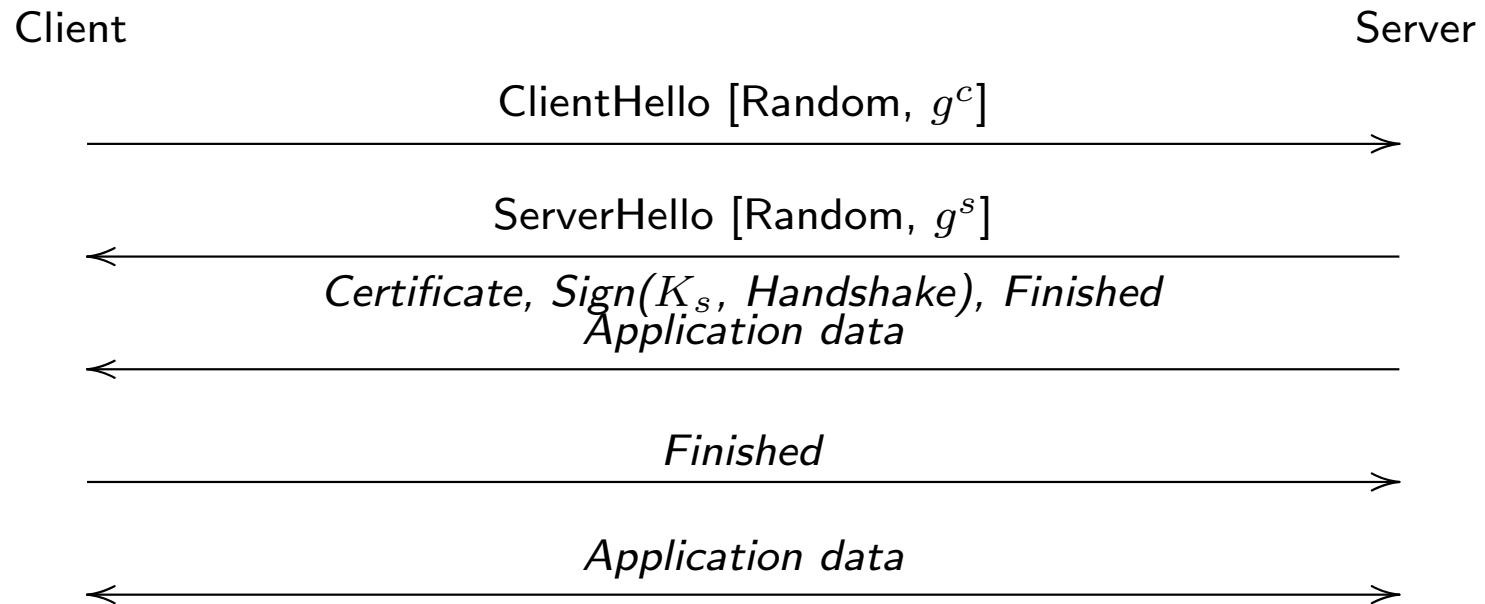 Client Server
ClientHello [Random, g^c]
ServerHello [Random, g^s]
Certificate, Sign(K_s, Handshake), Finished
Application data
Finished
Application data